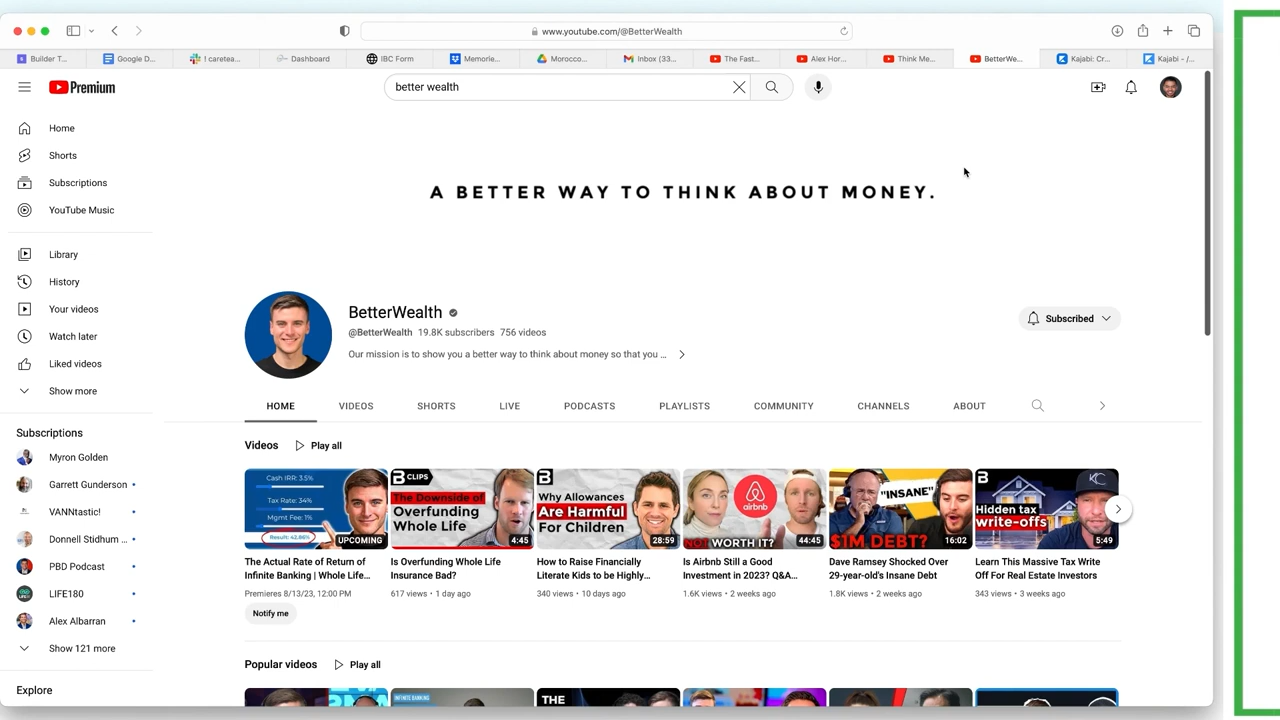 www.youtube.com/@BetterWealth
Builder T...
Google D...
! caretea...
Dashboard
IBC Form
Memorie...
Morocco...
Inbox (33...
The Fast...
Alex Hor...
Think Me...
BetterWe...
Kajabi: Cr...
Kajabi - /...
Premium
better wealth
Home
Shorts
Subscriptions
YouTube Music
Library
History
Your videos
Watch later
Liked videos
Show more
Subscriptions
Myron Golden
Garrett Gunderson
VANNtastic!
Donnell Stidhum ...
PBD Podcast
LIFE180
Alex Albarran
Show 121 more
Explore
A BETTER WAY TO THINK ABOUT MONEY.
BetterWealth
@BetterWealth 19.8K subscribers 756 videos
Our mission is to show you a better way to think about money so that you ...
Subscribed
HOME
VIDEOS
SHORTS
LIVE
PODCASTS
PLAYLISTS
COMMUNITY
CHANNELS
ABOUT
Videos
Play all
Cash IRR: 3.5%
Tax Rate: 34%
Mgmt Fee: 1%
Result: 42.86%
UPCOMING
The Actual Rate of Return of
Infinite Banking | Whole Life...
Premieres 8/13/23, 12:00 PM
Notify me
B CLIPS
The Downside of
Overfunding
Whole Life
4:45
Is Overfunding Whole Life
Insurance Bad?
617 views • 1 day ago
B
Why Allowances
Are Harmful
For Children
28:59
How to Raise Financially
Literate Kids to be Highly...
340 views • 10 days ago
airbnb
NOT WORTH IT?
44:45
Is Airbnb Still a Good
Investment in 2023? Q&A...
1.6K views • 2 weeks ago
"INSANE"
$1M DEBT?
16:02
Dave Ramsey Shocked Over
29-year-old's Insane Debt
1.8K views • 2 weeks ago
B
Hidden tax
write-offs
5:49
Learn This Massive Tax Write
Off For Real Estate Investors
343 views • 3 weeks ago
Popular videos
Play all
INFINITE BANKING
THE